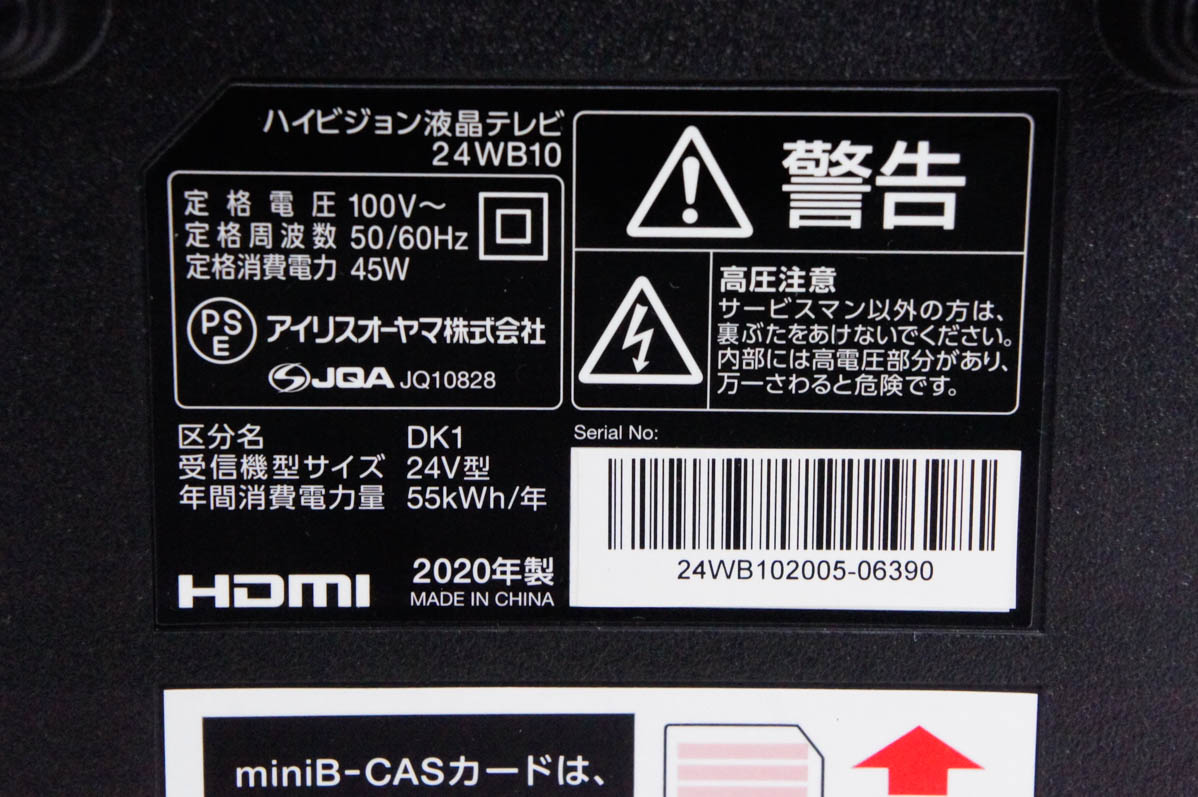 ハイビジョン液晶テレビ
24WB10
定格電圧 100V～
定格周波数 50/60Hz
定格消費電力 45W
PSE
アイリスオーヤマ株式会社
JQA JQ10828
警告
高圧注意
サービスマン以外の方は、
裏ぶたをあけないでください。
内部には高電圧部分があり、
万一さわると危険です。
区分名 DK1
受信機型サイズ 24V型
年間消費電力量 55kWh/年
HDMI
2020年製
MADE IN CHINA
Serial No:
24WB102005-06390
miniB-CASカードは、